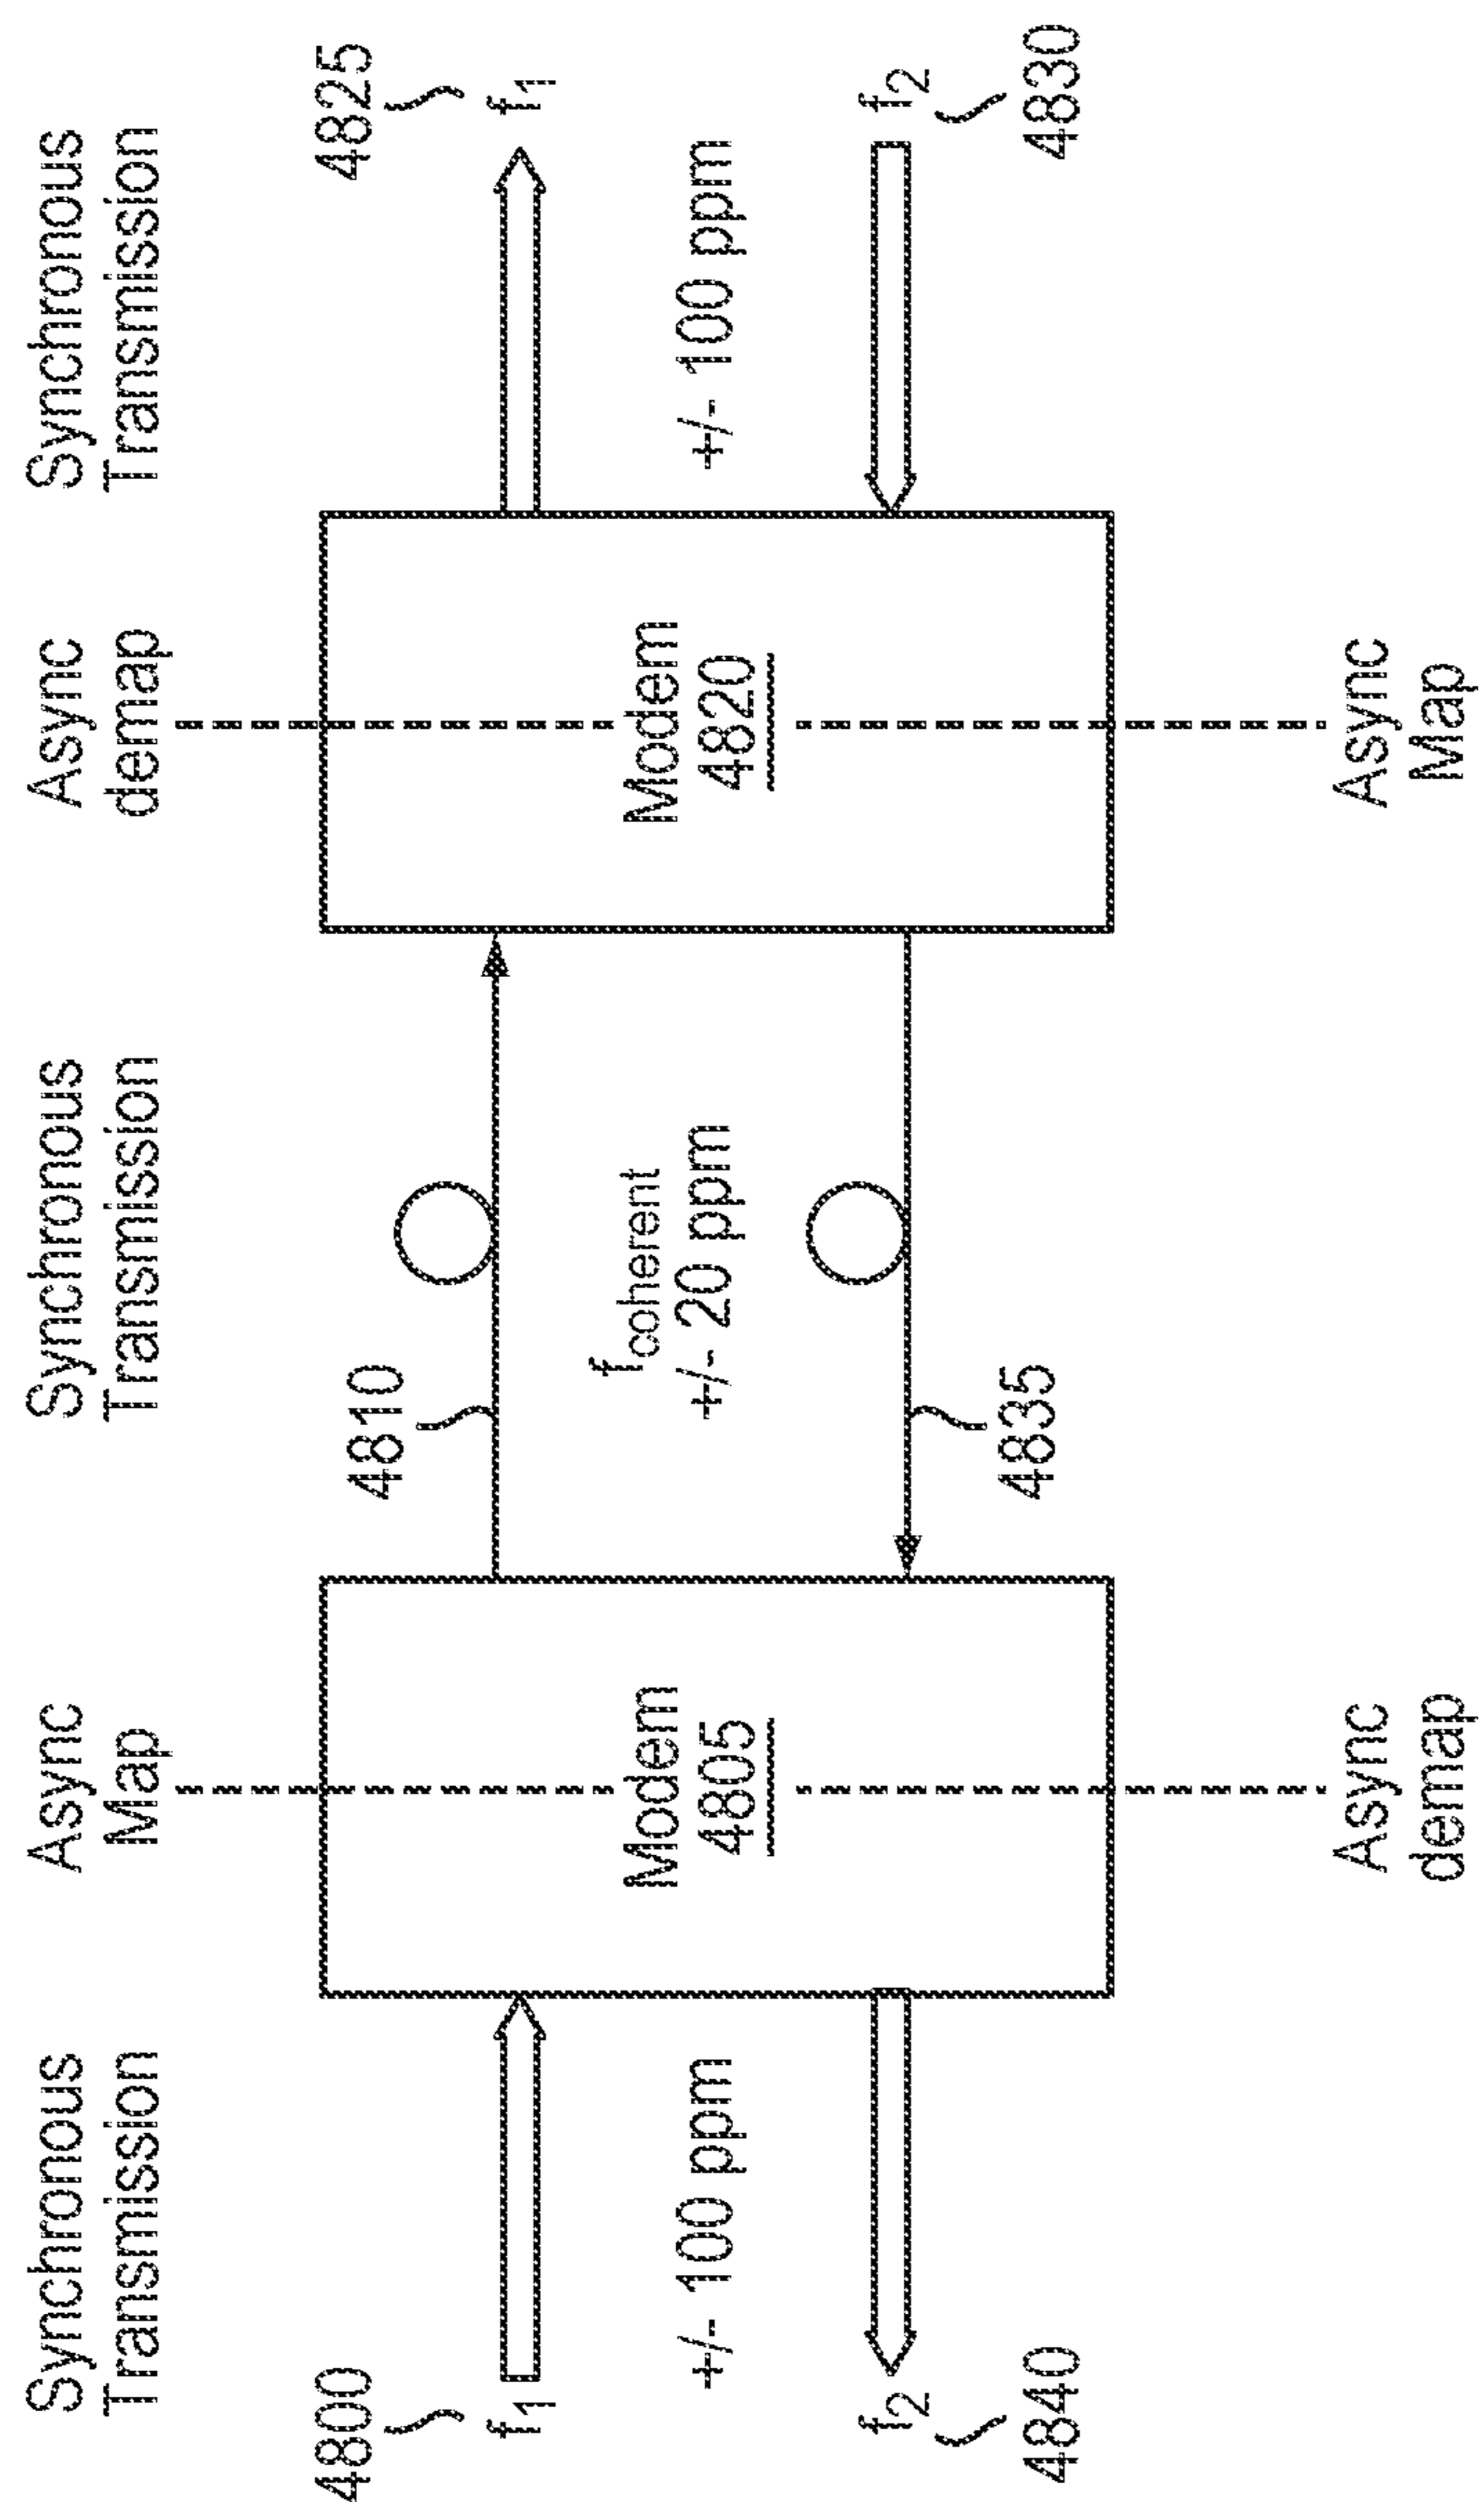 Synchronous
Transmission
Async
Map
Synchronous
Transmission
Async
demap
Synchronous
Transmission
4800
f1
4810
4825
f1
Modem
4805
fcoherent
+/- 20 ppm
Modem
4820
+/- 100 ppm
+/- 100 ppm
f2
4840
4835
f2
4830
Async
demap
Async
Map